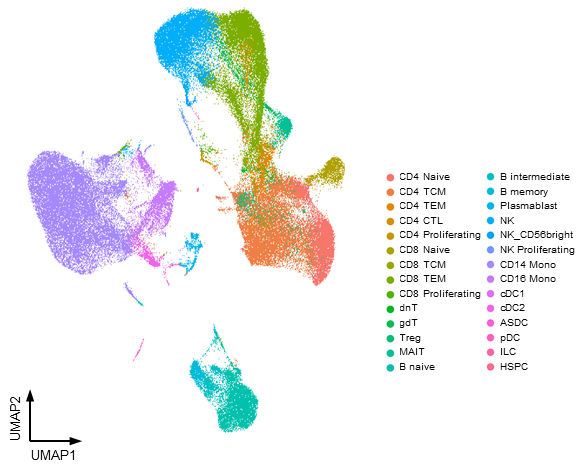 CD4 Naive
CD4 TCM
CD4 TEM
CD4 CTL
CD4 Proliferating
CD8 Naive
CD8 TCM
CD8 TEM
CD8 Proliferating
dnT
gdT
Treg
MAIT
B naive
B intermediate
B memory
Plasmablast
NK
NK_CD56bright
NK Proliferating
CD14 Mono
CD16 Mono
cDC1
cDC2
ASDC
pDC
ILC
HSPC
UMAP2
UMAP1